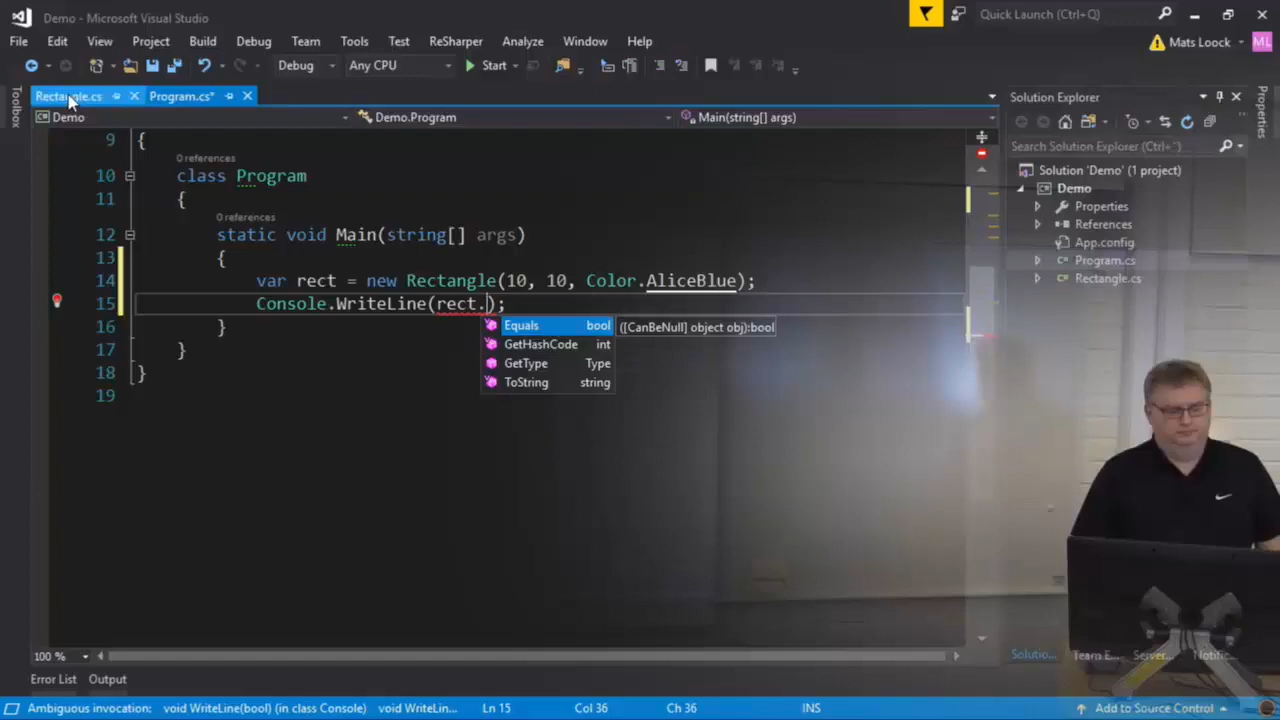 Demo - Microsoft Visual Studio
Quick Launch (Ctrl+Q)
File Edit View Project Build Debug Team Tools Test ReSharper Analyze Window Help
Mats Loock ML
Debug Any CPU Start
Rectangle.cs Program.cs*
Demo Demo.Program Main(string[] args)
Toolbox
9 {
0 references
10 class Program
11 {
0 references
12 static void Main(string[] args)
13 {
14 var rect = new Rectangle(10, 10, Color.AliceBlue);
15 Console.WriteLine(rect.);
16 }
17 }
18 }
19
Equals bool ([CanBeNull] object obj):bool
GetHashCode int
GetType Type
ToString string
Solution Explorer
Search Solution Explorer (Ctrl+¨)
Solution 'Demo' (1 project)
Demo
Properties
References
App.config
Program.cs
Rectangle.cs
Properties
100 %
Solutio... Team E... Server... Notific...
Error List Output
Ambiguous invocation: void WriteLine(bool) (in class Console) void WriteLin... Ln 15 Col 36 Ch 36 INS Add to Source Control